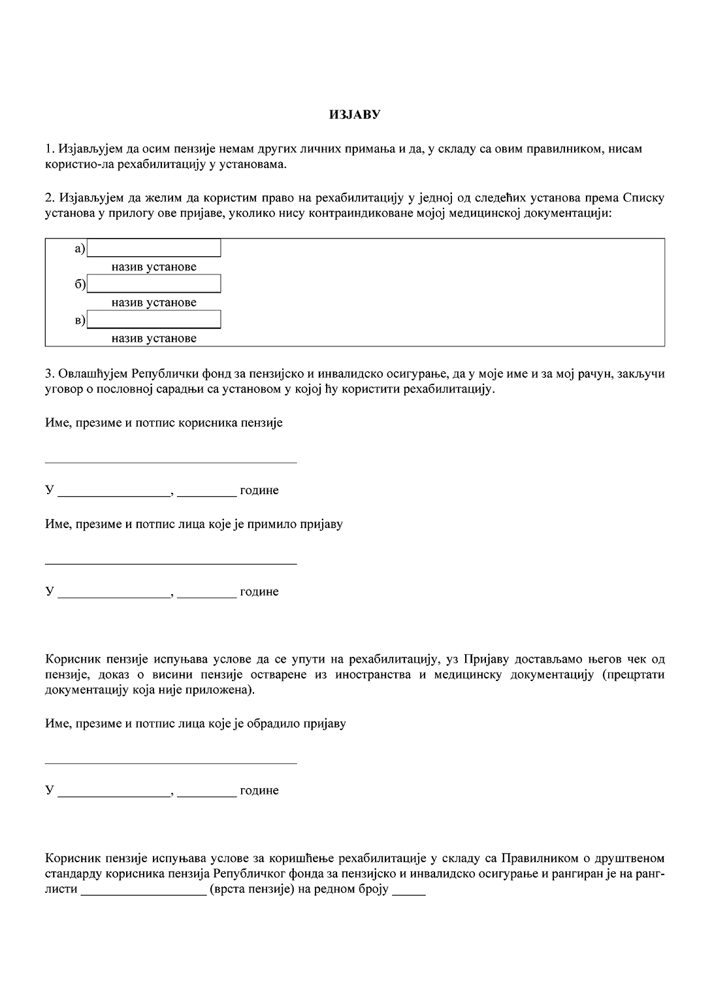 ИЗЈАВУ
1. Изјављујем да осим пензије немам других личних примања и да, у складу са овим правилником, нисам
користио-ла рехабилитацију у установама.
2. Изјављујем да желим да користим право на рехабилитацију у једној од следећих установа према Списку
установа у прилогу ове пријаве, уколико нису контраиндиковане мојој медицинској документацији:
а)
назив установе
б)
назив установе
в)
назив установе
3. Овлашћујем Републички фонд за пензијско и инвалидско осигурање, да у моје име и за мој рачун, закључи
уговор о пословној сарадњи са установом у којој ћу користити рехабилитацију.
Име, презиме и потпис корисника пензије
У _________________, _________ године
Име, презиме и потпис лица које је примило пријаву
У _________________, _________ године
Корисник пензије испуњава услове да се упути на рехабилитацију, уз Пријаву достављамо његов чек од
пензије, доказ о висини пензије остварене из иностранства и медицинску документацију (прецртати
документацију која није приложена).
Име, презиме и потпис лица које је обрадило пријаву
У _________________, _________ године
Корисник пензије испуњава услове за коришћење рехабилитације у складу са Правилником о друштвеном
стандарду корисника пензија Републичког фонда за пензијско и инвалидско осигурање и рангиран је на ранг-
листи ___________________ (врста пензије) на редном броју _____